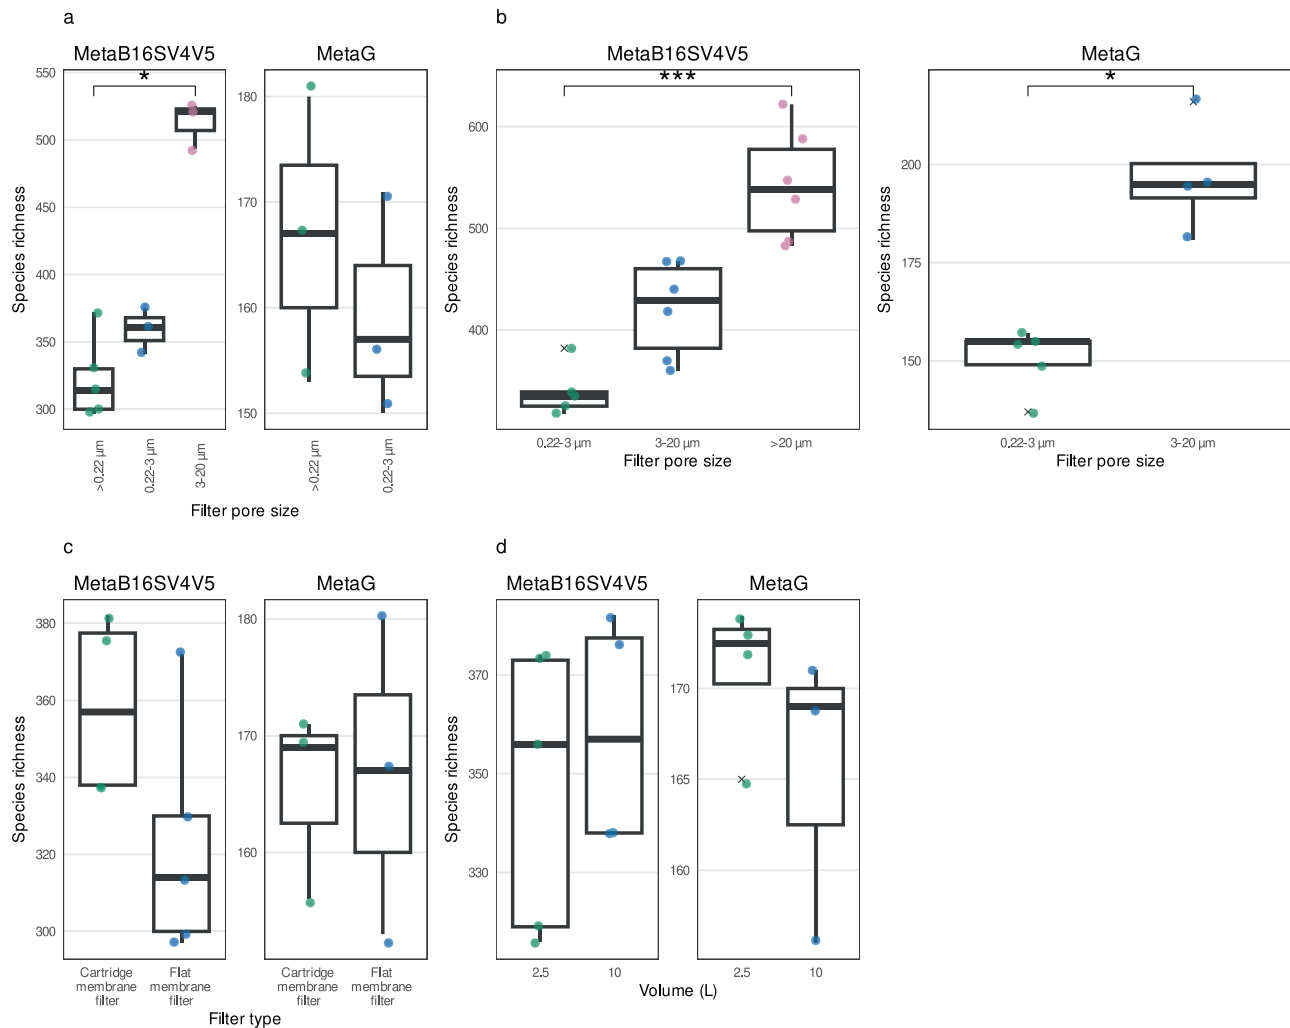 a
MetaB16SV4V5
MetaG
*
Species richness
550
500
450
400
350
300
180
170
160
150
>0.22 µm
0.22-3 µm
3-20 µm
>0.22 µm
0.22-3 µm
Filter pore size
b
MetaB16SV4V5
MetaG
***
*
Species richness
600
500
400
Species richness
200
175
150
0.22-3 µm
3-20 µm
>20 µm
Filter pore size
0.22-3 µm
3-20 µm
Filter pore size
c
MetaB16SV4V5
MetaG
Species richness
380
360
340
320
300
180
170
160
Cartridge
membrane
filter
Flat
membrane
filter
Cartridge
membrane
filter
Flat
membrane
filter
Filter type
d
MetaB16SV4V5
MetaG
Species richness
370
350
330
170
165
160
2.5
10
2.5
10
Volume (L)